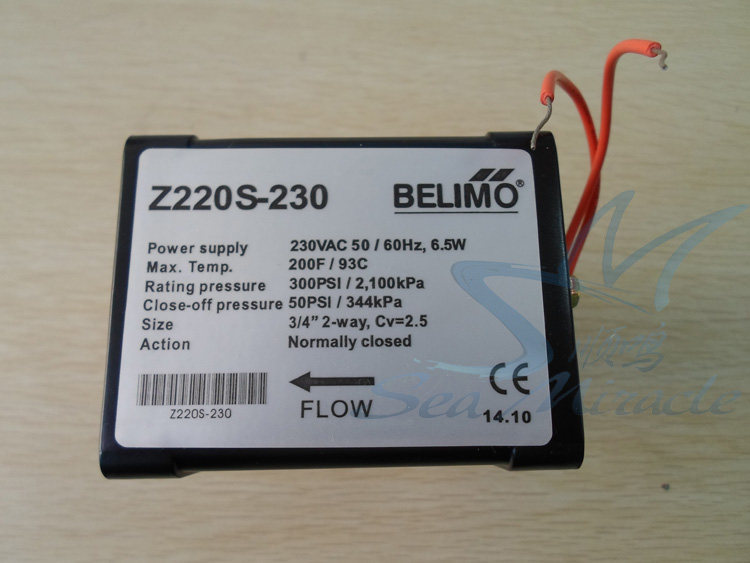 Z220S-230
BELIMO®
Power supply 230VAC 50 / 60Hz, 6.5W
Max. Temp. 200F / 93C
Rating pressure 300PSI / 2,100kPa
Close-off pressure 50PSI / 344kPa
Size 3/4” 2-way, Cv=2.5
Action Normally closed
Z220S-230
FLOW
CE
14.10
Sea Miracle